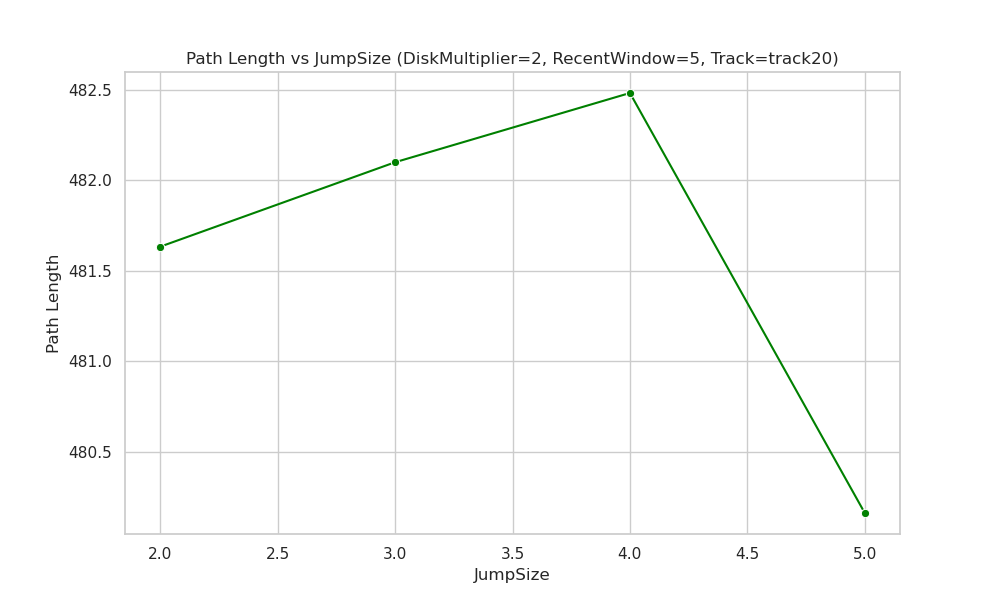 Path Length vs JumpSize (DiskMultiplier=2, RecentWindow=5, Track=track20)
Path Length
482.5
482.0
481.5
481.0
480.5
2.0 2.5 3.0 3.5 4.0 4.5 5.0
JumpSize